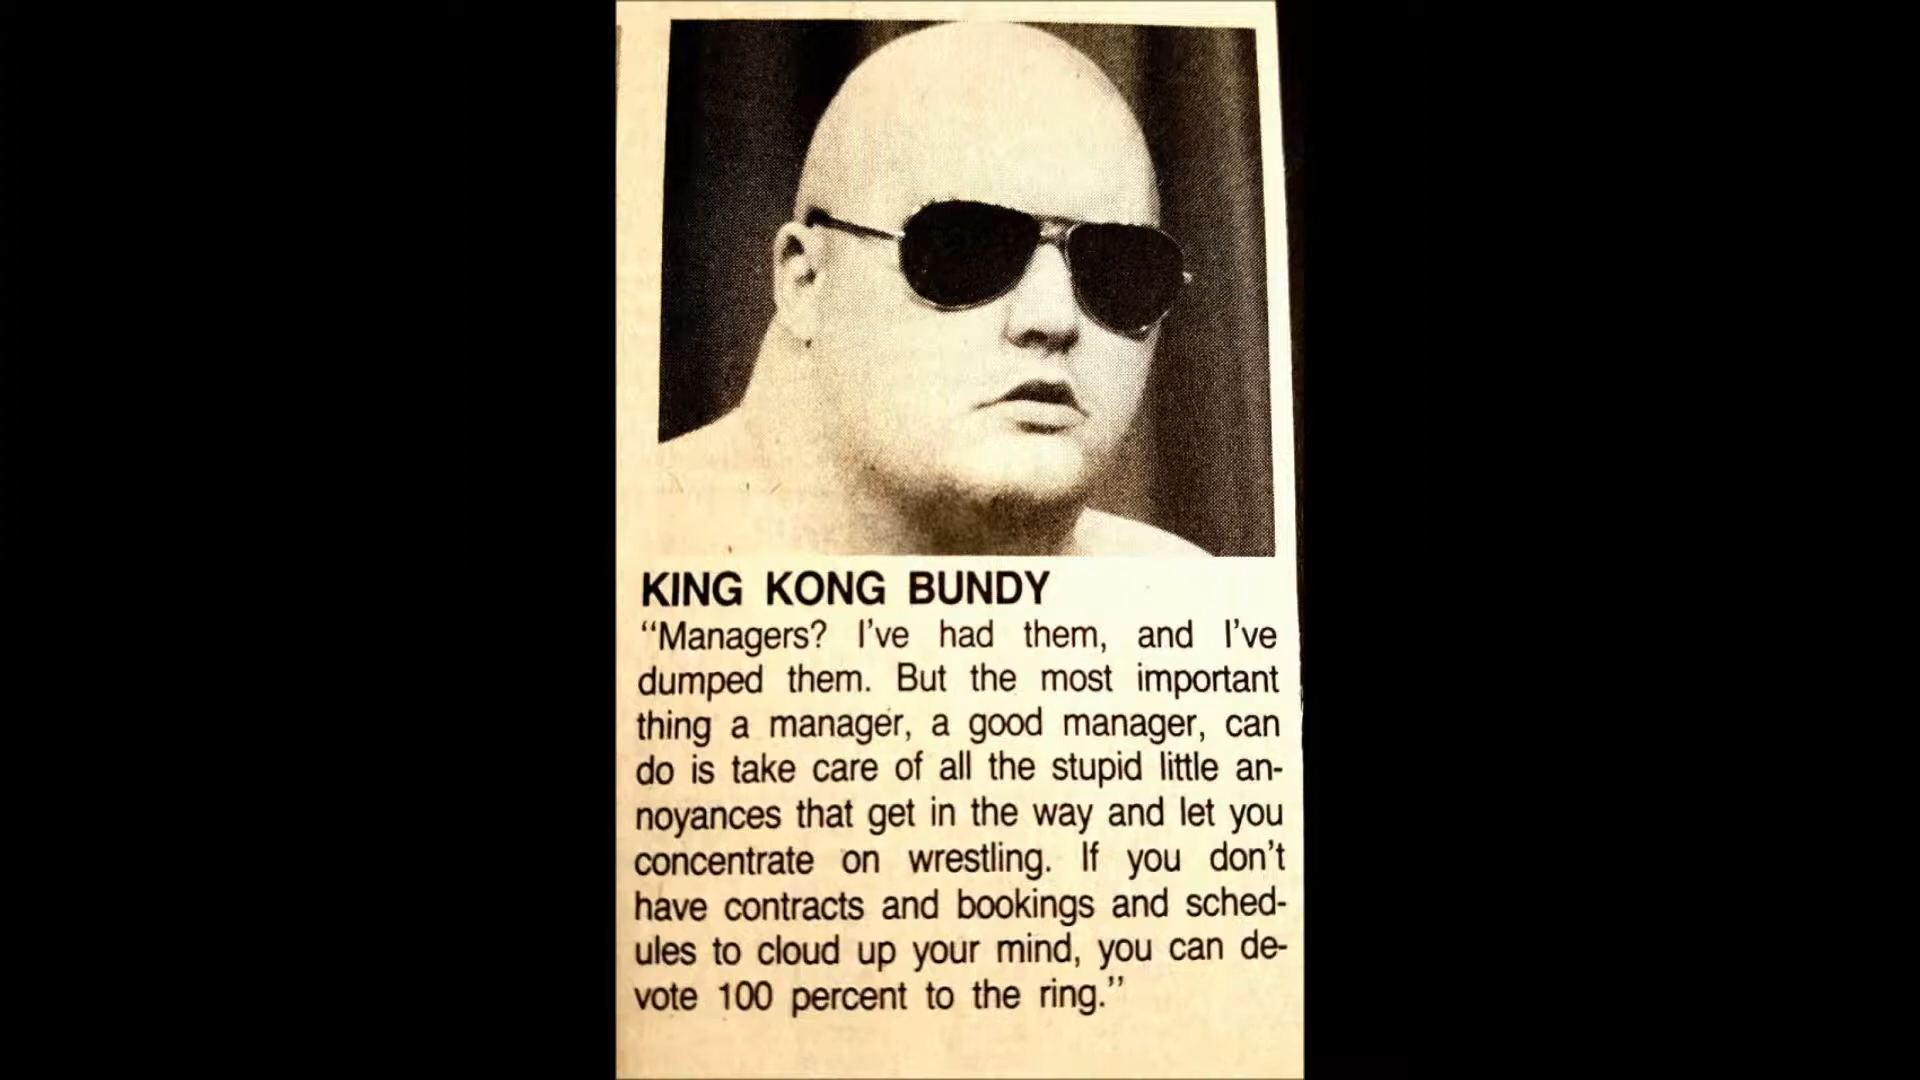 KING KONG BUNDY
“Managers? I’ve had them, and I’ve
dumped them. But the most important
thing a manager, a good manager, can
do is take care of all the stupid little an-
noyances that get in the way and let you
concentrate on wrestling. If you don’t
have contracts and bookings and sched-
ules to cloud up your mind, you can de-
vote 100 percent to the ring.”